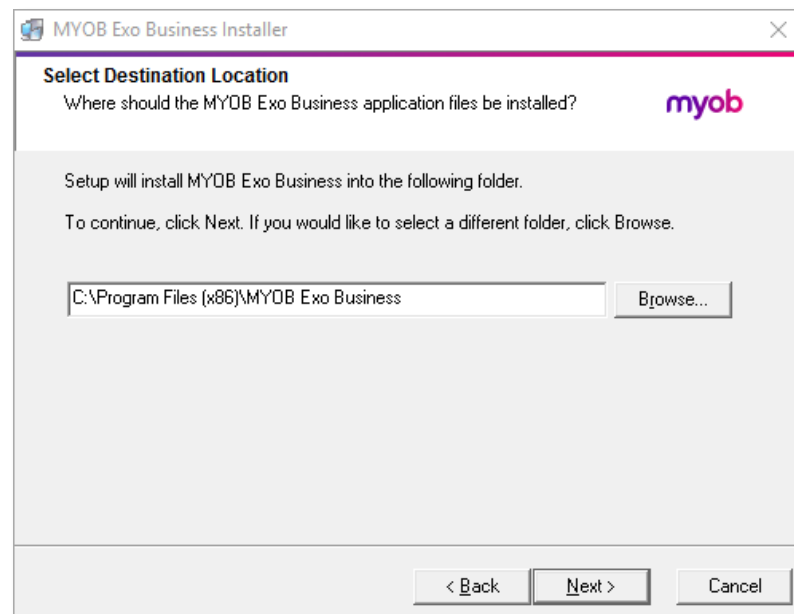 MYOB Exo Business Installer
Select Destination Location
Where should the MYOB Exo Business application files be installed?
myob
Setup will install MYOB Exo Business into the following folder.
To continue, click Next. If you would like to select a different folder, click Browse.
C:\Program Files (x86)\MYOB Exo Business
Browse...
< Back
Next >
Cancel